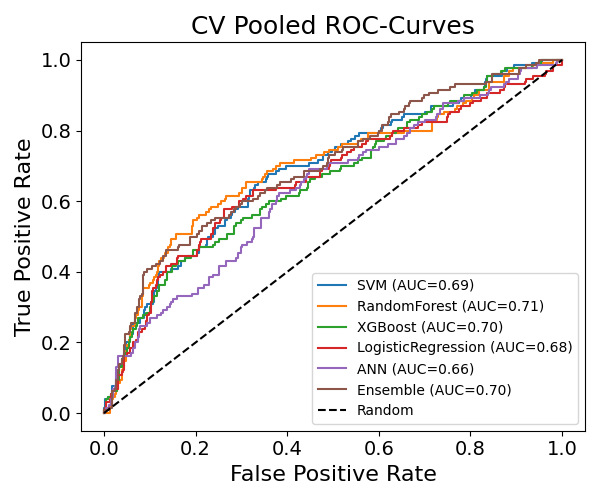 CV Pooled ROC-Curves
True Positive Rate
1.0
0.8
0.6
0.4
0.2
0.0
SVM (AUC=0.69)
RandomForest (AUC=0.71)
XGBoost (AUC=0.70)
LogisticRegression (AUC=0.68)
ANN (AUC=0.66)
Ensemble (AUC=0.70)
Random
0.0 0.2 0.4 0.6 0.8 1.0
False Positive Rate